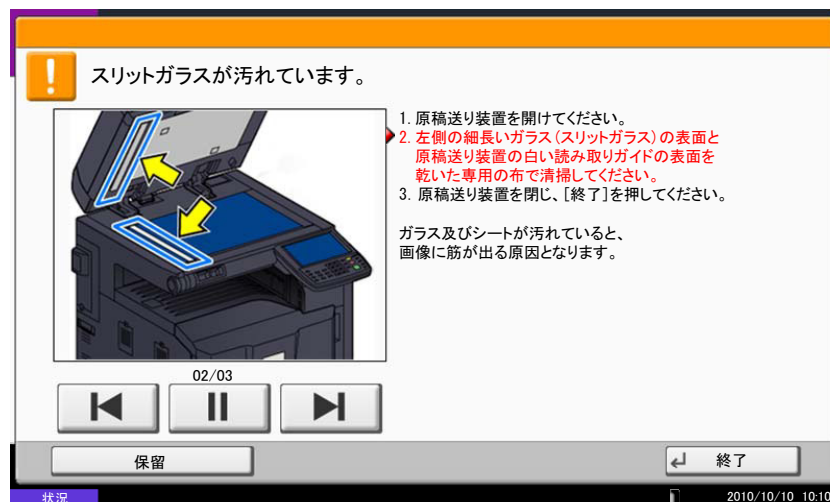 スリットガラスが汚れています。
1. 原稿送り装置を開けてください。
2. 左側の細長いガラス（スリットガラス）の表面と
原稿送り装置の白い読み取りガイドの表面を
乾いた専用の布で清掃してください。
3. 原稿送り装置を閉じ、[終了]を押してください。
ガラス及びシートが汚れていると、
画像に筋が出る原因となります。
02/03
保留
終了
状況
2010/10/10 10:10